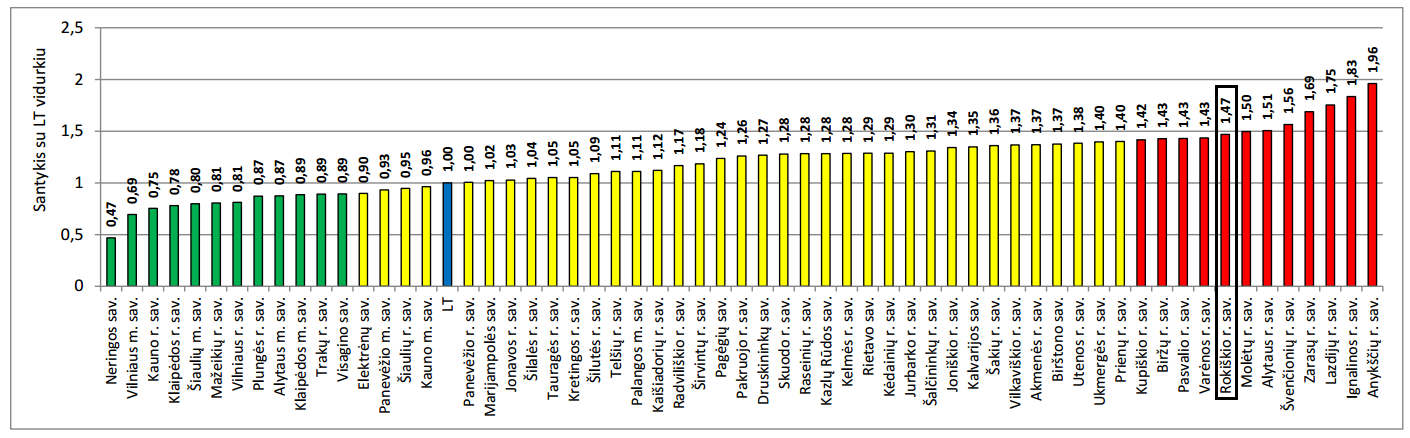 Santykis su LT vidurkiu
2,5
2
1,5
1
0,5
0
0,47
0,69
0,75
0,78
0,80
0,81
0,81
0,87
0,87
0,89
0,89
0,89
0,90
0,93
0,95
0,96
1,00
1,00
1,02
1,03
1,04
1,05
1,05
1,09
1,11
1,11
1,12
1,17
1,18
1,24
1,26
1,27
1,28
1,28
1,28
1,28
1,29
1,29
1,30
1,31
1,34
1,35
1,36
1,37
1,37
1,37
1,38
1,40
1,40
1,42
1,43
1,43
1,43
1,47
1,50
1,51
1,56
1,69
1,75
1,83
1,96
Neringos sav.
Vilniaus m. sav.
Kauno r. sav.
Klaipėdos r. sav.
Šiaulių m. sav.
Mažeikių r. sav.
Vilniaus r. sav.
Plungės r. sav.
Alytaus m. sav.
Klaipėdos m. sav.
Trakų r. sav.
Visagino sav.
Elektrėnų sav.
Panevėžio m. sav.
Šiaulių r. sav.
Kauno m. sav.
LT
Panevėžio r. sav.
Marijampolės sav.
Jonavos r. sav.
Šilalės r. sav.
Tauragės r. sav.
Kretingos r. sav.
Šilutės r. sav.
Telšių r. sav.
Palangos m. sav.
Kaišiadorių r. sav.
Radviliškio r. sav.
Širvintų r. sav.
Pagėgių sav.
Pakruojo r. sav.
Druskininkų sav.
Skuodo r. sav.
Raseinių r. sav.
Kazlų Rūdos sav.
Kelmės r. sav.
Rietavo sav.
Kėdainių r. sav.
Jurbarko r. sav.
Šalčininkų r. sav.
Joniškio r. sav.
Kalvarijos sav.
Šakių r. sav.
Vilkaviškio r. sav.
Akmenės r. sav.
Birštono sav.
Utenos r. sav.
Ukmergės r. sav.
Prienų r. sav.
Kupiškio r. sav.
Biržų r. sav.
Pasvalio r. sav.
Varėnos r. sav.
Rokiškio r. sav.
Molėtų r. sav.
Alytaus r. sav.
Švenčionių r. sav.
Zarasų r. sav.
Lazdijų r. sav.
Ignalinos r. sav.
Anykščių r. sav.